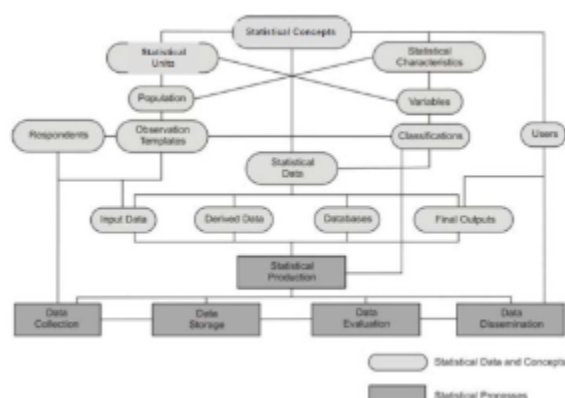 Statistical Concepts
Statistical
Units
Statistical
Characteristics
Population
Variables
Respondents
Observation
Templates
Classifications
Users
Statistical
Data
Input Data
Derived Data
Databases
Final Outputs
Statistical
Production
Data
Collection
Data
Storage
Data
Evaluation
Data
Dissemination
Statistical Data and Concepts
Statistical Processes